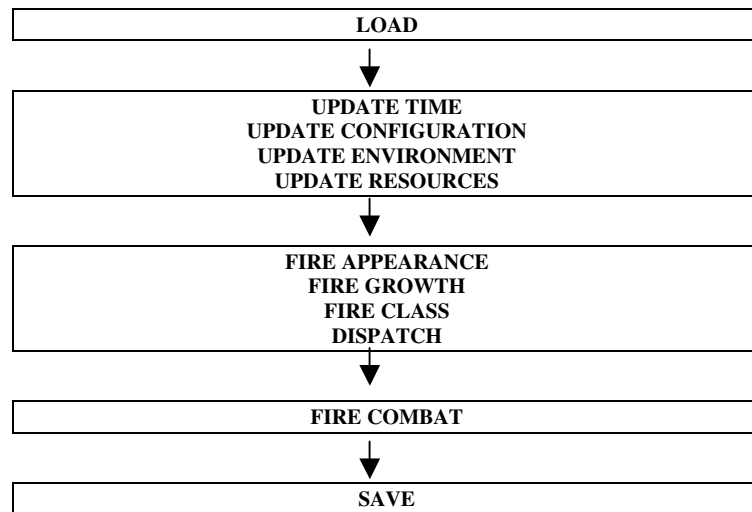 LOAD
UPDATE TIME
UPDATE CONFIGURATION
UPDATE ENVIRONMENT
UPDATE RESOURCES
FIRE APPEARANCE
FIRE GROWTH
FIRE CLASS
DISPATCH
FIRE COMBAT
SAVE